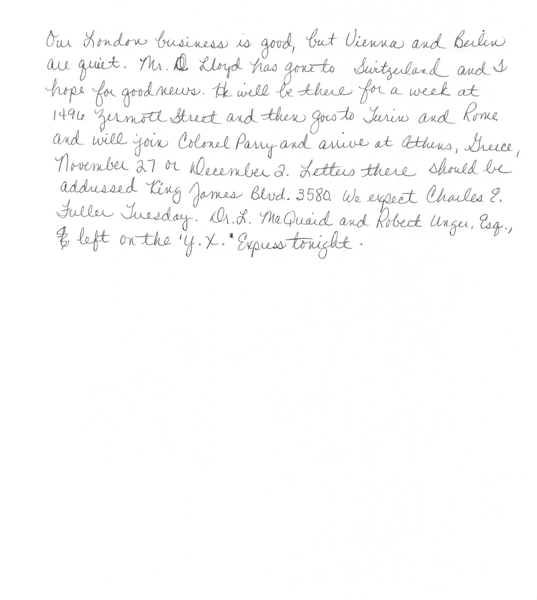 Our London business is good, but Vienna and Berlin
are quiet. Mr. D. Lloyd has gone to Switzerland and I
hope for good news. He will be there for a week at
1496 Zermott Street and then goes to Turin and Rome
and will join Colonel Parry and arrive at Athens, Greece,
November 27 or December 2. Letters there should be
addressed King James Blvd. 3580. We expect Charles E.
Fuller Tuesday. Dr. L. McQuaid and Robert Unger, Esq.,
left on the "Y.X." Express tonight.